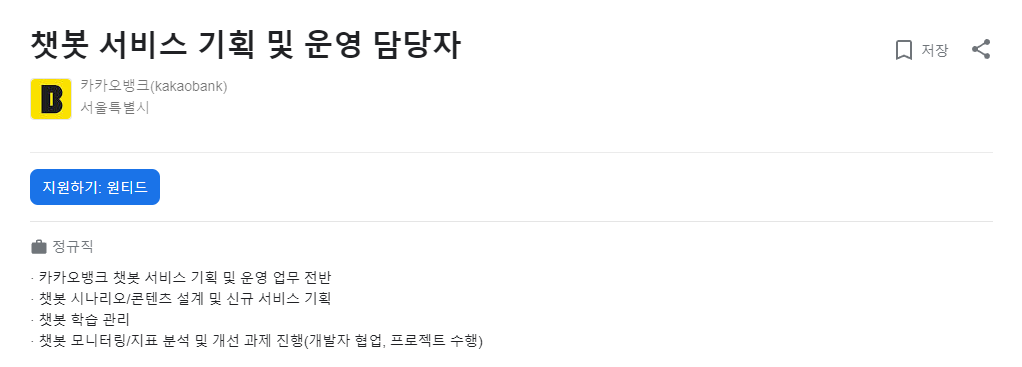 챗봇 서비스 기획 및 운영 담당자
저장
B
카카오뱅크(kakaobank)
서울특별시
지원하기: 원티드
정규직
· 카카오뱅크 챗봇 서비스 기획 및 운영 업무 전반
· 챗봇 시나리오/콘텐츠 설계 및 신규 서비스 기획
· 챗봇 학습 관리
· 챗봇 모니터링/지표 분석 및 개선 과제 진행(개발자 협업, 프로젝트 수행)